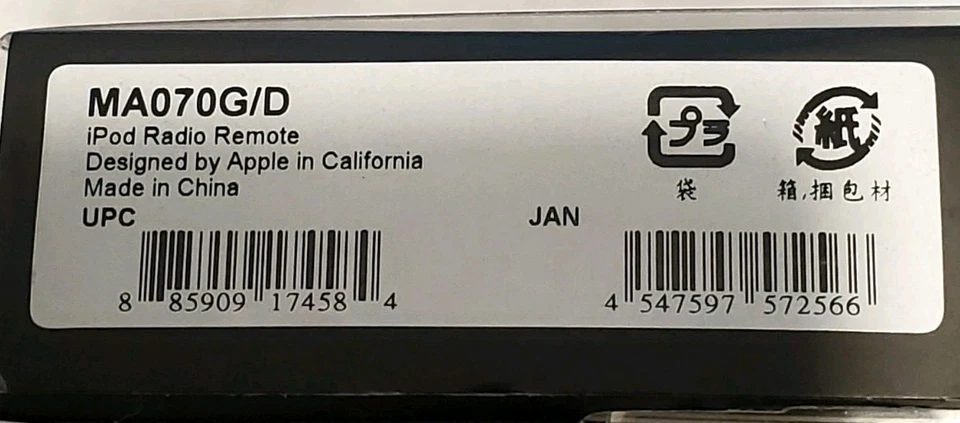 MA070G/D
iPod Radio Remote
Designed by Apple in California
Made in China
UPC
8 85909 17458 4
プラ
袋
紙
箱,捆包材
JAN
4 547597 572566